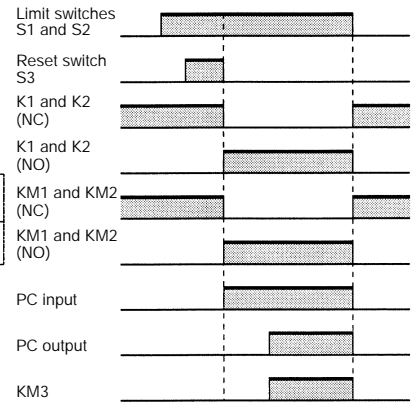 Limit switches
S1 and S2
Reset switch
S3
K1 and K2
(NC)
K1 and K2
(NO)
KM1 and KM2
(NC)
KM1 and KM2
(NO)
PC input
PC output
KM3